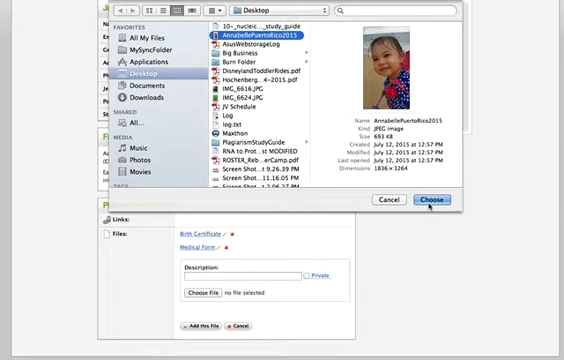 Desktop
FAVORITES
All My Files
MySyncFolder
Applications
Desktop
Documents
Downloads
SHARED
All...
MEDIA
Music
Photos
Movies
10-_nucleic..._study_guide
AnnabellePuertoRico2015
AsusWebstorageLog
Big Business
Burn Folder
DisneylandToddlerRides.pdf
Hochenberg...4-2015.pdf
IMG_6616.JPG
IMG_6624.JPG
JV Schedule
Log
log.txt
Maxthon
PlagiarismStudyGuide
RNA to Prot...st MODIFIED
ROSTER_Reb...erCamp.pdf
Screen Shot...9.26.39 PM
Screen Shot...11.16.05 PM
Screen Shot...2.06.27 PM
Name AnnabellePuertoRico2015
Kind JPEG image
Size 693 KB
Created July 12, 2015 at 12:57 PM
Modified July 12, 2015 at 12:57 PM
Last opened July 12, 2015 at 12:57 PM
Dimensions 1836 × 3264
Cancel
Choose
Links:
Files:
Birth Certificate
Medical Form
Description:
Private
Choose File no file selected
Add this File
Cancel